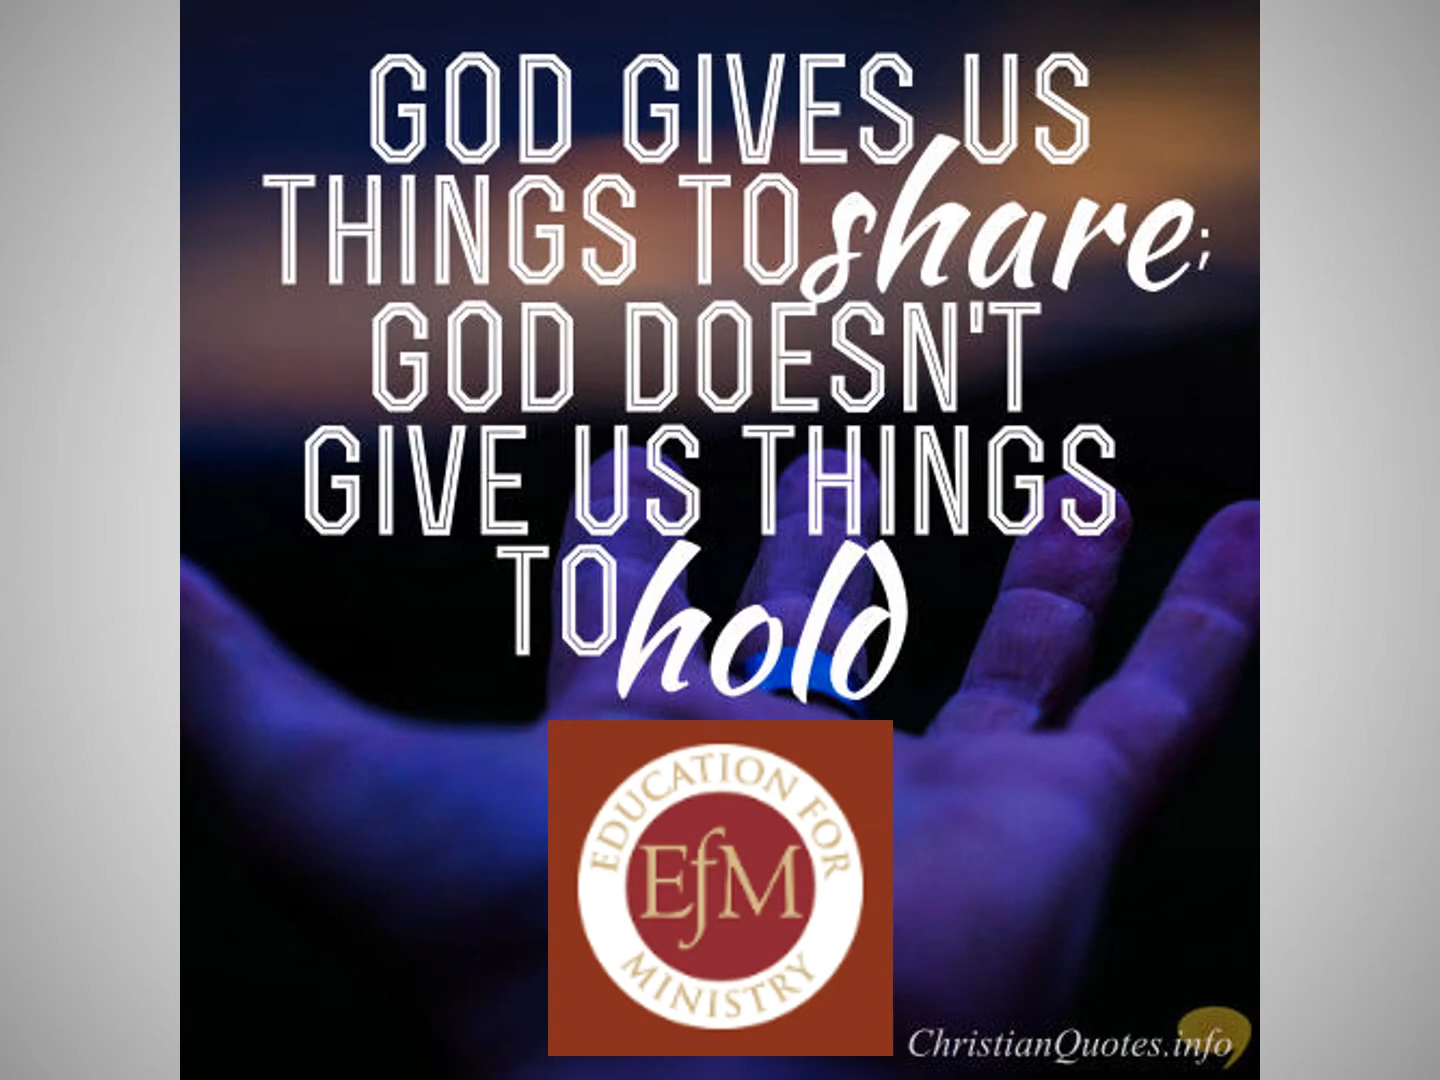 GOD GIVES US
THINGS TO share;
GOD DOESN'T
GIVE US THINGS
TO hold
EDUCATION FOR
EfM
MINISTRY
ChristianQuotes.info